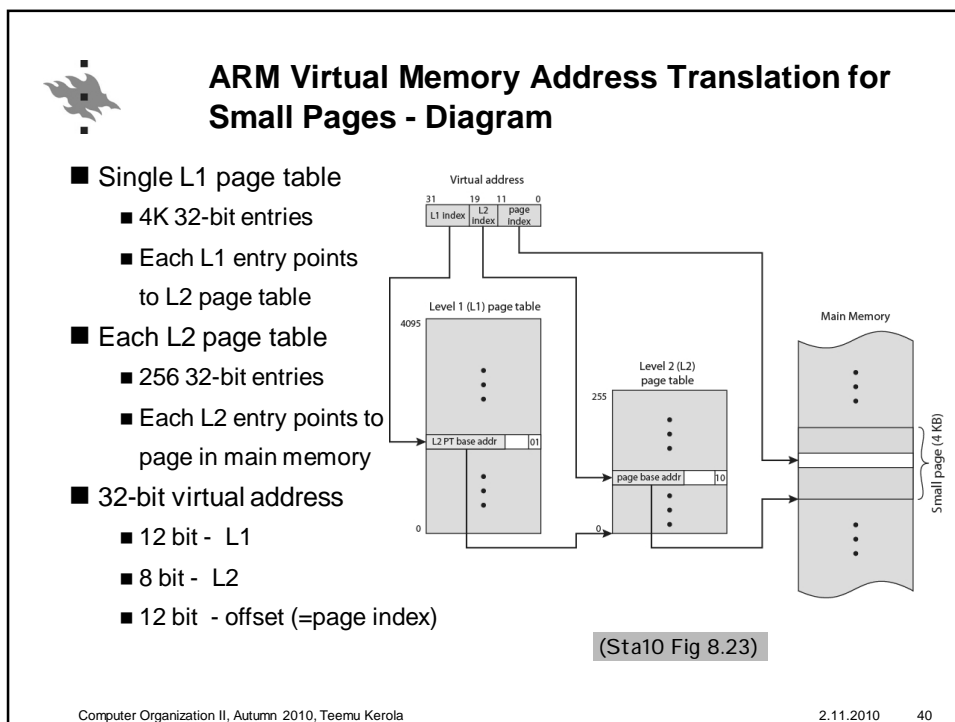 ARM Virtual Memory Address Translation for
Small Pages - Diagram
■ Single L1 page table
■ 4K 32-bit entries
■ Each L1 entry points
to L2 page table
■ Each L2 page table
■ 256 32-bit entries
■ Each L2 entry points to
page in main memory
■ 32-bit virtual address
■ 12 bit - L1
■ 8 bit - L2
■ 12 bit - offset (=page index)
Virtual address
31 19 11 0
L1 index
L2
index
page
index
Level 1 (L1) page table
4095
L2 PT base addr 01
0
Level 2 (L2)
page table
255
page base addr 10
0
Main Memory
Small page (4 KB)
(Sta10 Fig 8.23)
Computer Organization II, Autumn 2010, Teemu Kerola 2.11.2010 40